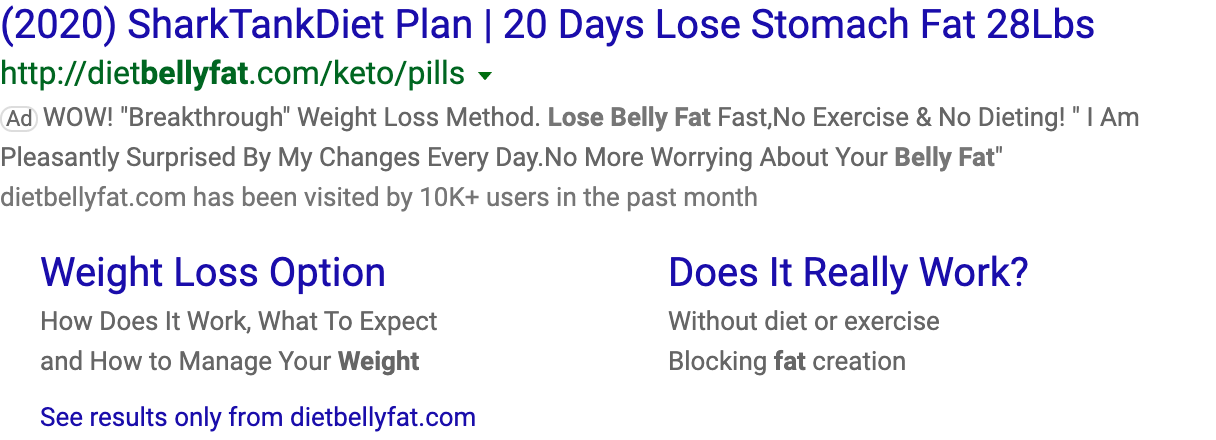 (2020) SharkTankDiet Plan | 20 Days Lose Stomach Fat 28Lbs
http://dietbellyfat.com/keto/pills
Ad WOW! "Breakthrough" Weight Loss Method. Lose Belly Fat Fast,No Exercise & No Dieting! " I Am
Pleasantly Surprised By My Changes Every Day.No More Worrying About Your Belly Fat"
dietbellyfat.com has been visited by 10K+ users in the past month
Weight Loss Option
How Does It Work, What To Expect
and How to Manage Your Weight
Does It Really Work?
Without diet or exercise
Blocking fat creation
See results only from dietbellyfat.com